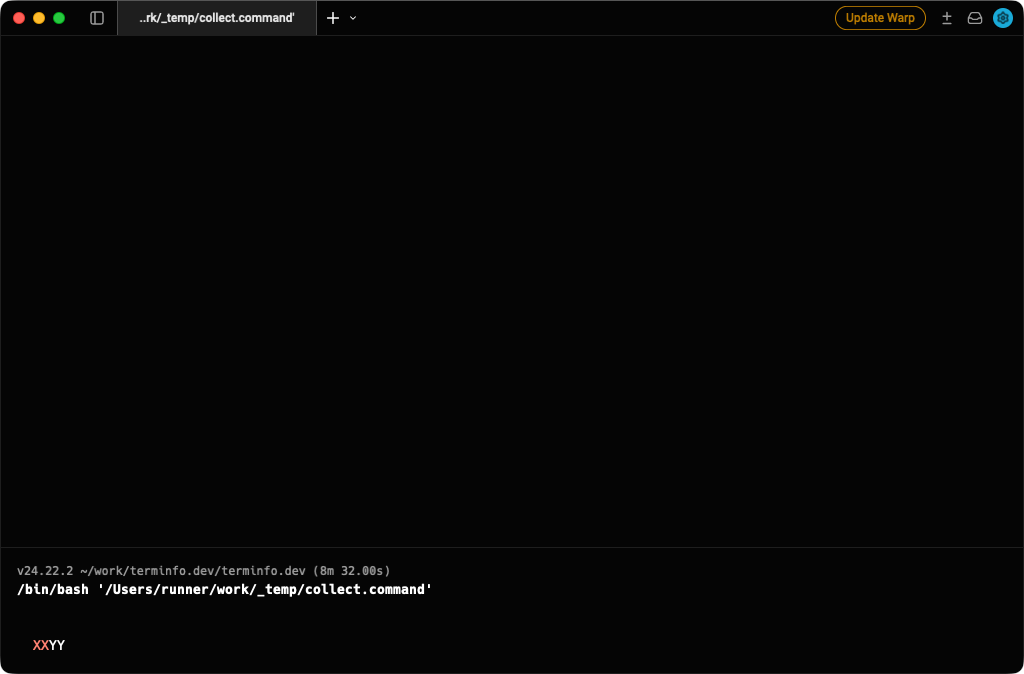 ..rk/_temp/collect.command'
Update Warp
v24.22.2 ~/work/terminfo.dev/terminfo.dev (8m 32.00s)
/bin/bash '/Users/runner/work/_temp/collect.command'
XXYY